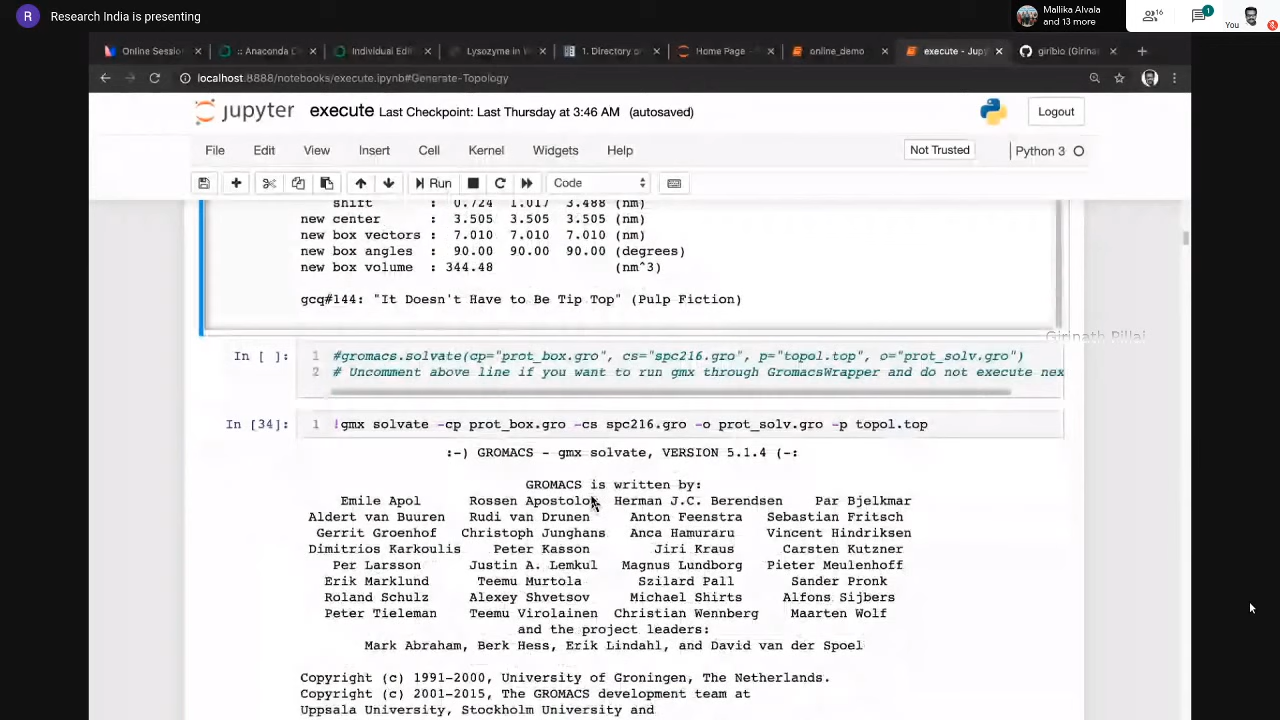 R Research India is presenting
Mallika Alvala
and 13 more
16
1
You
Online Session
:: Anaconda
Individual Edi
Lysozyme in W
1. Directory o
Home Page -
online_demo
execute - Jup
giribio (Girina
localhost:8888/notebooks/execute.ipynb#Generate-Topology
jupyter execute Last Checkpoint: Last Thursday at 3:46 AM (autosaved)
Logout
File Edit View Insert Cell Kernel Widgets Help
Not Trusted
Python 3
Run
Code
shift : 0.724 1.017 3.488 (nm)
new center : 3.505 3.505 3.505 (nm)
new box vectors : 7.010 7.010 7.010 (nm)
new box angles : 90.00 90.00 90.00 (degrees)
new box volume : 344.48 (nm^3)
gcq#144: "It Doesn't Have to Be Tip Top" (Pulp Fiction)
Girinath Pillai
In [ ]:
1 #gromacs.solvate(cp="prot_box.gro", cs="spc216.gro", p="topol.top", o="prot_solv.gro")
2 # Uncomment above line if you want to run gmx through GromacsWrapper and do not execute nex
In [34]:
1 !gmx solvate -cp prot_box.gro -cs spc216.gro -o prot_solv.gro -p topol.top
:-) GROMACS - gmx solvate, VERSION 5.1.4 (-:
GROMACS is written by:
Emile Apol Rossen Apostolov Herman J.C. Berendsen Par Bjelkmar
Aldert van Buuren Rudi van Drunen Anton Feenstra Sebastian Fritsch
Gerrit Groenhof Christoph Junghans Anca Hamuraru Vincent Hindriksen
Dimitrios Karkoulis Peter Kasson Jiri Kraus Carsten Kutzner
Per Larsson Justin A. Lemkul Magnus Lundborg Pieter Meulenhoff
Erik Marklund Teemu Murtola Szilard Pall Sander Pronk
Roland Schulz Alexey Shvetsov Michael Shirts Alfons Sijbers
Peter Tieleman Teemu Virolainen Christian Wennberg Maarten Wolf
and the project leaders:
Mark Abraham, Berk Hess, Erik Lindahl, and David van der Spoel
Copyright (c) 1991-2000, University of Groningen, The Netherlands.
Copyright (c) 2001-2015, The GROMACS development team at
Uppsala University, Stockholm University and